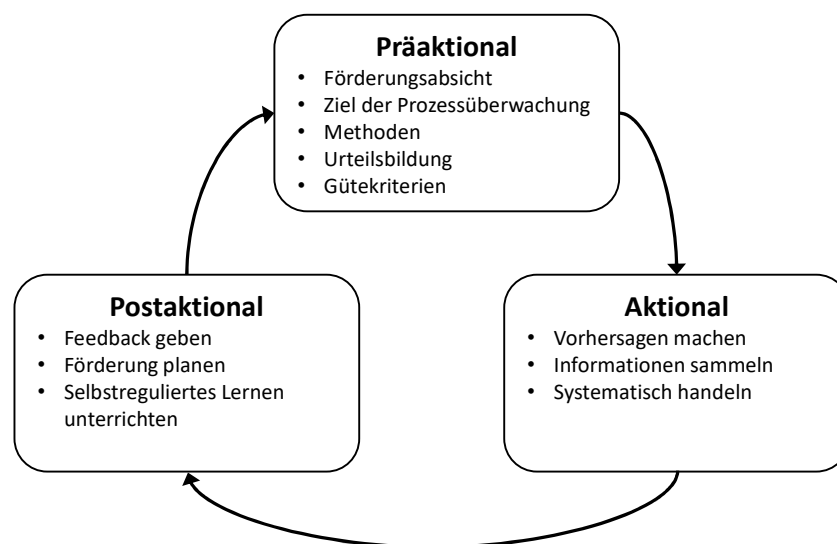 Präaktional
• Förderungsabsicht
• Ziel der Prozessüberwachung
• Methoden
• Urteilsbildung
• Gütekriterien
Postaktional
• Feedback geben
• Förderung planen
• Selbstreguliertes Lernen
unterrichten
Aktional
• Vorhersagen machen
• Informationen sammeln
• Systematisch handeln